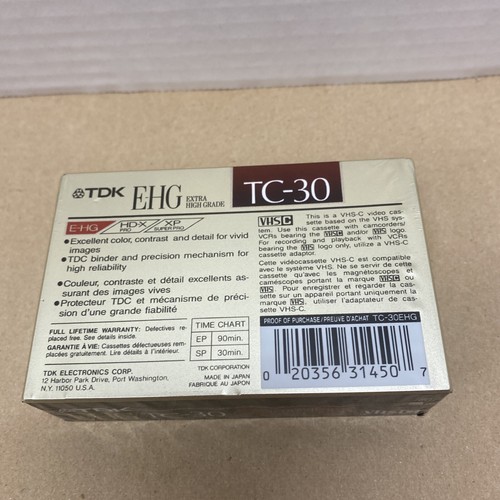 TDK EHG EXTRA HIGH GRADE TC-30
E-HG HD-X PRO XP SUPER PRO
•Excellent color, contrast and detail for vivid
images
•TDC binder and precision mechanism for
high reliability
•Couleur, contraste et détail excellents as-
surant des images vives
•Protecteur TDC et mécanisme de préci-
sion d'une grande fiabilité
FULL LIFETIME WARRANTY: Defectives re-
placed free. See details inside.
GARANTIE À VIE: Cassettes défectueuses rem-
placées gratuitement. Lire détails à l'intérieur.
TIME CHART
EP 90min.
SP 30min.
TDK ELECTRONICS CORP.
12 Harbor Park Drive, Port Washington,
N.Y. 11050 U.S.A.
TDK CORPORATION
MADE IN JAPAN
FABRIQUE AU JAPON
VHS C This is a VHS-C video cas-
sette based on the VHS sys-
tem. Use this cassette with camcorders/
VCRs bearing the VHS C and/or VHS logo.
For recording and playback with VCRs
bearing the VHS logo only, utilize a VHS-C
cassette adaptor.
Cette vidéocassette VHS-C est compatible
avec le système VHS. Ne se servir de cette
cassette qu'avec les magnétoscopes et
caméscopes portant la marque VHS C ou
VHS. Pour enregistrer et regarder la cas-
sette sur un appareil portant uniquement la
marque VHS, utiliser l'adaptateur de cas-
sette VHS-C.
PROOF OF PURCHASE/PREUVE D'ACHAT TC-30EHG
0 20356 31450 7
TDK